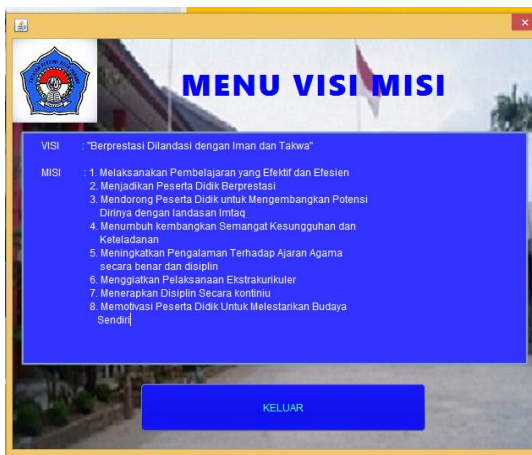 MENU VISI MISI
VISI : "Berprestasi Dilandasi dengan Iman dan Takwa"
MISI : 1. Melaksanakan Pembelajaran yang Efektif dan Efesien
2. Menjadikan Peserta Didik Berprestasi
3. Mendorong Peserta Didik untuk Mengembangkan Potensi
Dirinya dengan landasan Imtaq
4. Menumbuh kembangkan Semangat Kesungguhan dan
Keteladanan
5. Meningkatkan Pengalaman Terhadap Ajaran Agama
secara benar dan disiplin
6. Menggiatkan Pelaksanaan Ekstrakurikuler
7. Menerapkan Disiplin Secara kontiniu
8. Memotivasi Peserta Didik Untuk Melestarikan Budaya
Sendiri
KELUAR